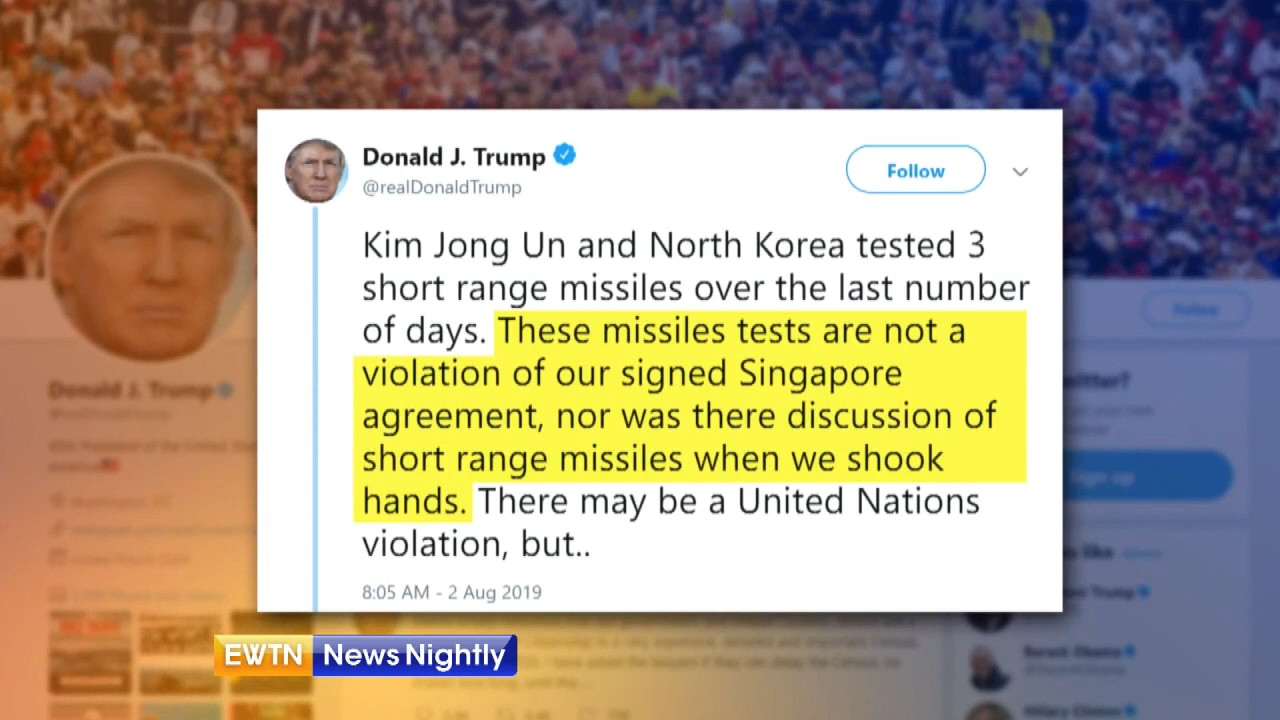 Donald J. Trump
@realDonaldTrump
Follow
Kim Jong Un and North Korea tested 3
short range missiles over the last number
of days. These missiles tests are not a
violation of our signed Singapore
agreement, nor was there discussion of
short range missiles when we shook
hands. There may be a United Nations
violation, but..
8:05 AM - 2 Aug 2019
Donald J. Trump
Follow
EWTN News Nightly